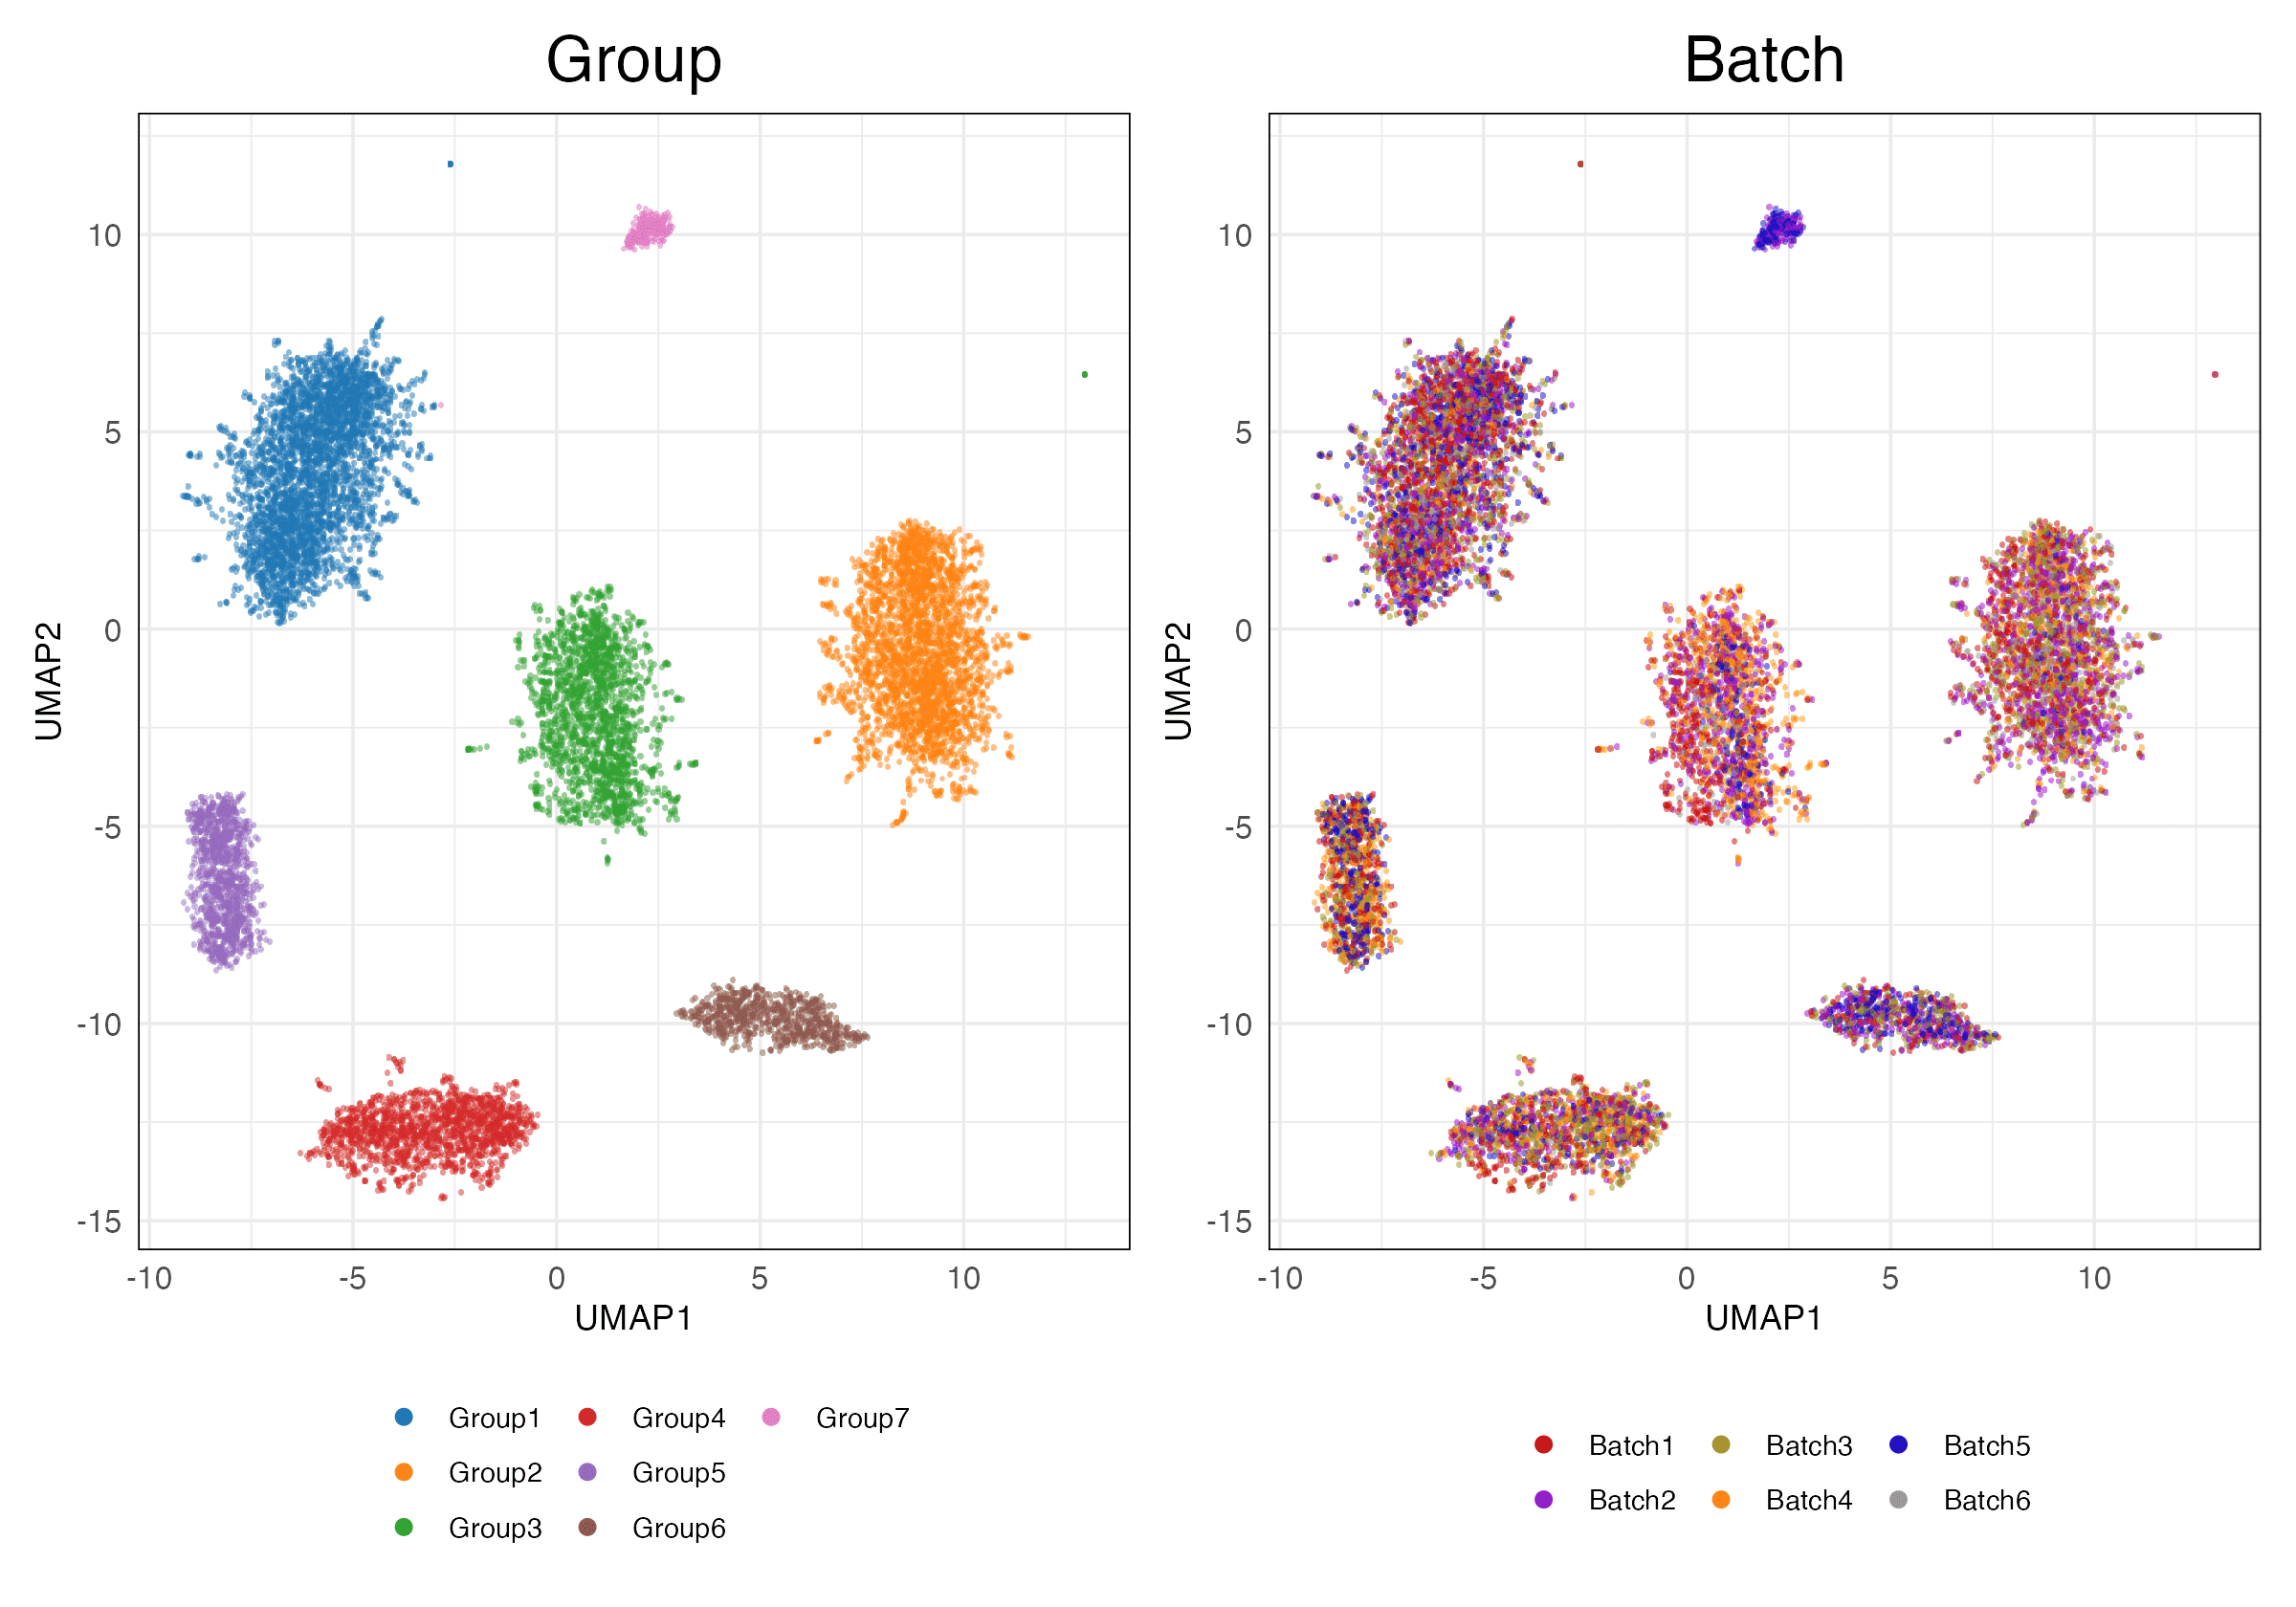 Group
Batch
10
5
0
-5
-10
-15
UMAP2
-10 -5 0 5 10
UMAP1
10
5
0
-5
-10
-15
UMAP2
-10 -5 0 5 10
UMAP1
Group1 Group4 Group7
Group2 Group5
Group3 Group6
Batch1 Batch3 Batch5
Batch2 Batch4 Batch6